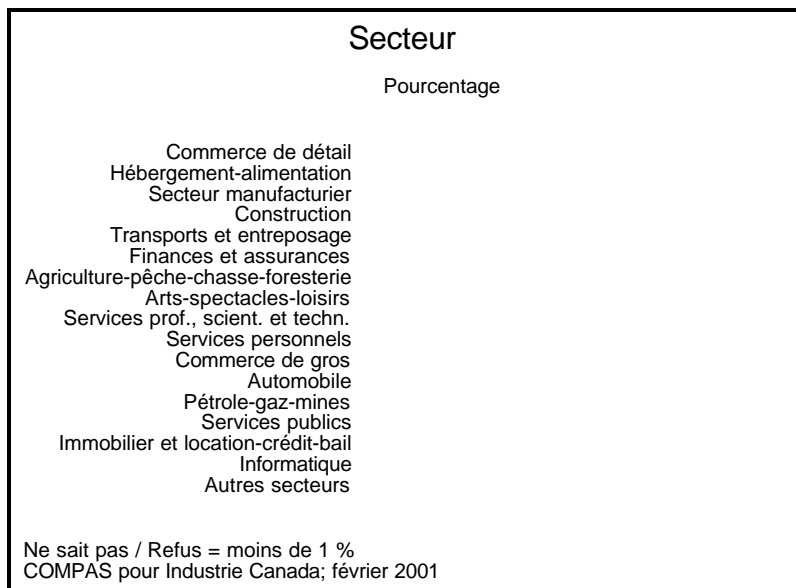 Secteur
Pourcentage
Commerce de détail
Hébergement-alimentation
Secteur manufacturier
Construction
Transports et entreposage
Finances et assurances
Agriculture-pêche-chasse-foresterie
Arts-spectacles-loisirs
Services prof., scient. et techn.
Services personnels
Commerce de gros
Automobile
Pétrole-gaz-mines
Services publics
Immobilier et location-crédit-bail
Informatique
Autres secteurs
Ne sait pas / Refus = moins de 1 %
COMPAS pour Industrie Canada; février 2001